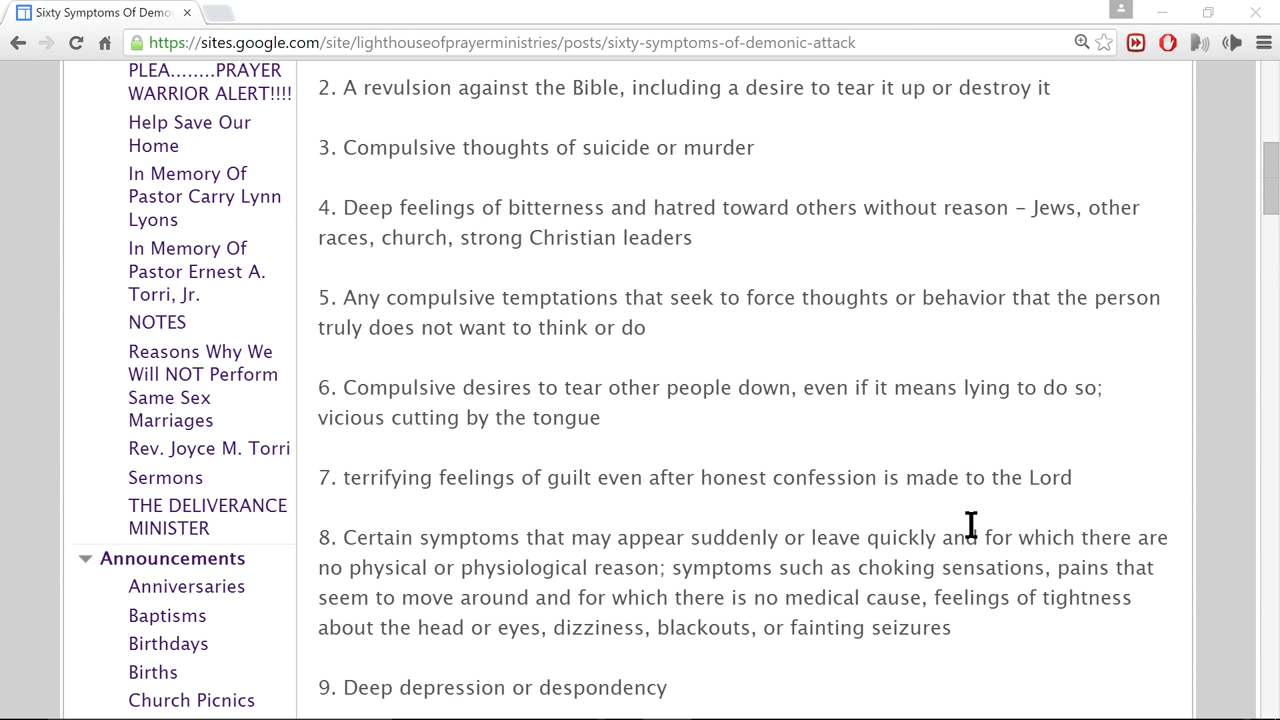 Sixty Symptoms Of Demo
https://sites.google.com/site/lighthouseofprayerministries/posts/sixty-symptoms-of-demonic-attack
PLEA........PRAYER
WARRIOR ALERT!!!!
Help Save Our
Home
In Memory Of
Pastor Carry Lynn
Lyons
In Memory Of
Pastor Ernest A.
Torri, Jr.
NOTES
Reasons Why We
Will NOT Perform
Same Sex
Marriages
Rev. Joyce M. Torri
Sermons
THE DELIVERANCE
MINISTER
Announcements
Anniversaries
Baptisms
Birthdays
Births
Church Picnics
2. A revulsion against the Bible, including a desire to tear it up or destroy it
3. Compulsive thoughts of suicide or murder
4. Deep feelings of bitterness and hatred toward others without reason – Jews, other
races, church, strong Christian leaders
5. Any compulsive temptations that seek to force thoughts or behavior that the person
truly does not want to think or do
6. Compulsive desires to tear other people down, even if it means lying to do so;
vicious cutting by the tongue
7. terrifying feelings of guilt even after honest confession is made to the Lord
8. Certain symptoms that may appear suddenly or leave quickly and for which there are
no physical or physiological reason; symptoms such as choking sensations, pains that
seem to move around and for which there is no medical cause, feelings of tightness
about the head or eyes, dizziness, blackouts, or fainting seizures
9. Deep depression or despondency